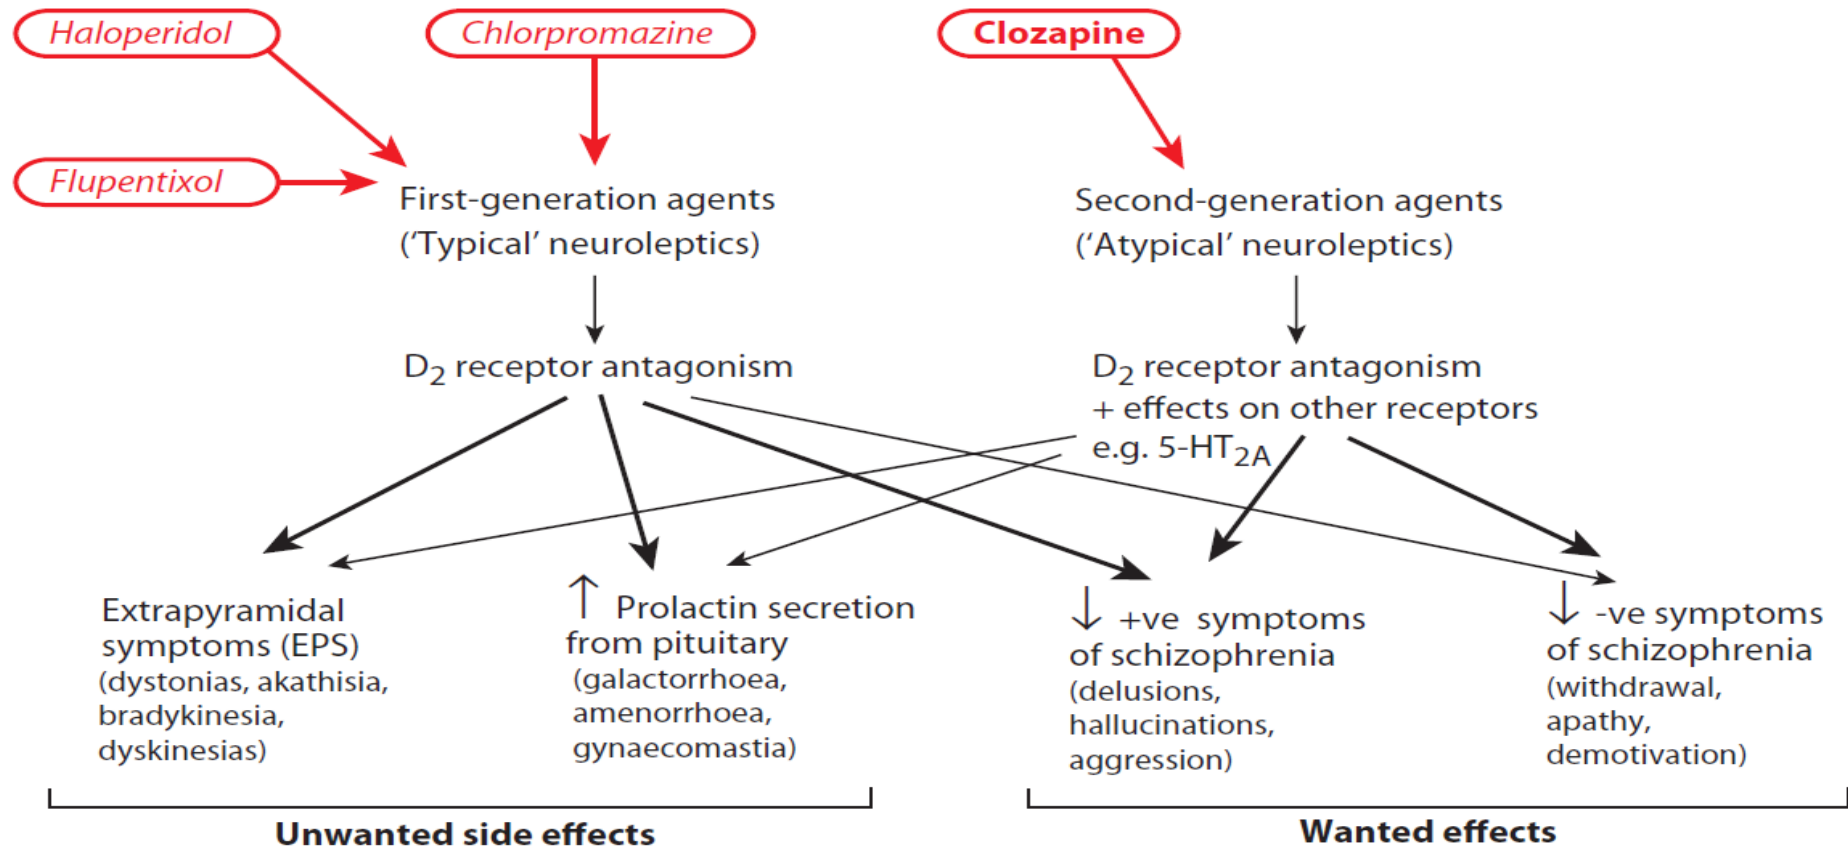 Haloperidol
Chlorpromazine
Clozapine
Flupentixol
First-generation agents
(‘Typical’ neuroleptics)
Second-generation agents
(‘Atypical’ neuroleptics)
D2 receptor antagonism
D2 receptor antagonism
+ effects on other receptors
e.g. 5-HT2A
Extrapyramidal
symptoms (EPS)
(dystonias, akathisia,
bradykinesia,
dyskinesias)
↑ Prolactin secretion
from pituitary
(galactorrhoea,
amenorrhoea,
gynaecomastia)
↓ +ve symptoms
of schizophrenia
(delusions,
hallucinations,
aggression)
↓ -ve symptoms
of schizophrenia
(withdrawal,
apathy,
demotivation)
Unwanted side effects
Wanted effects